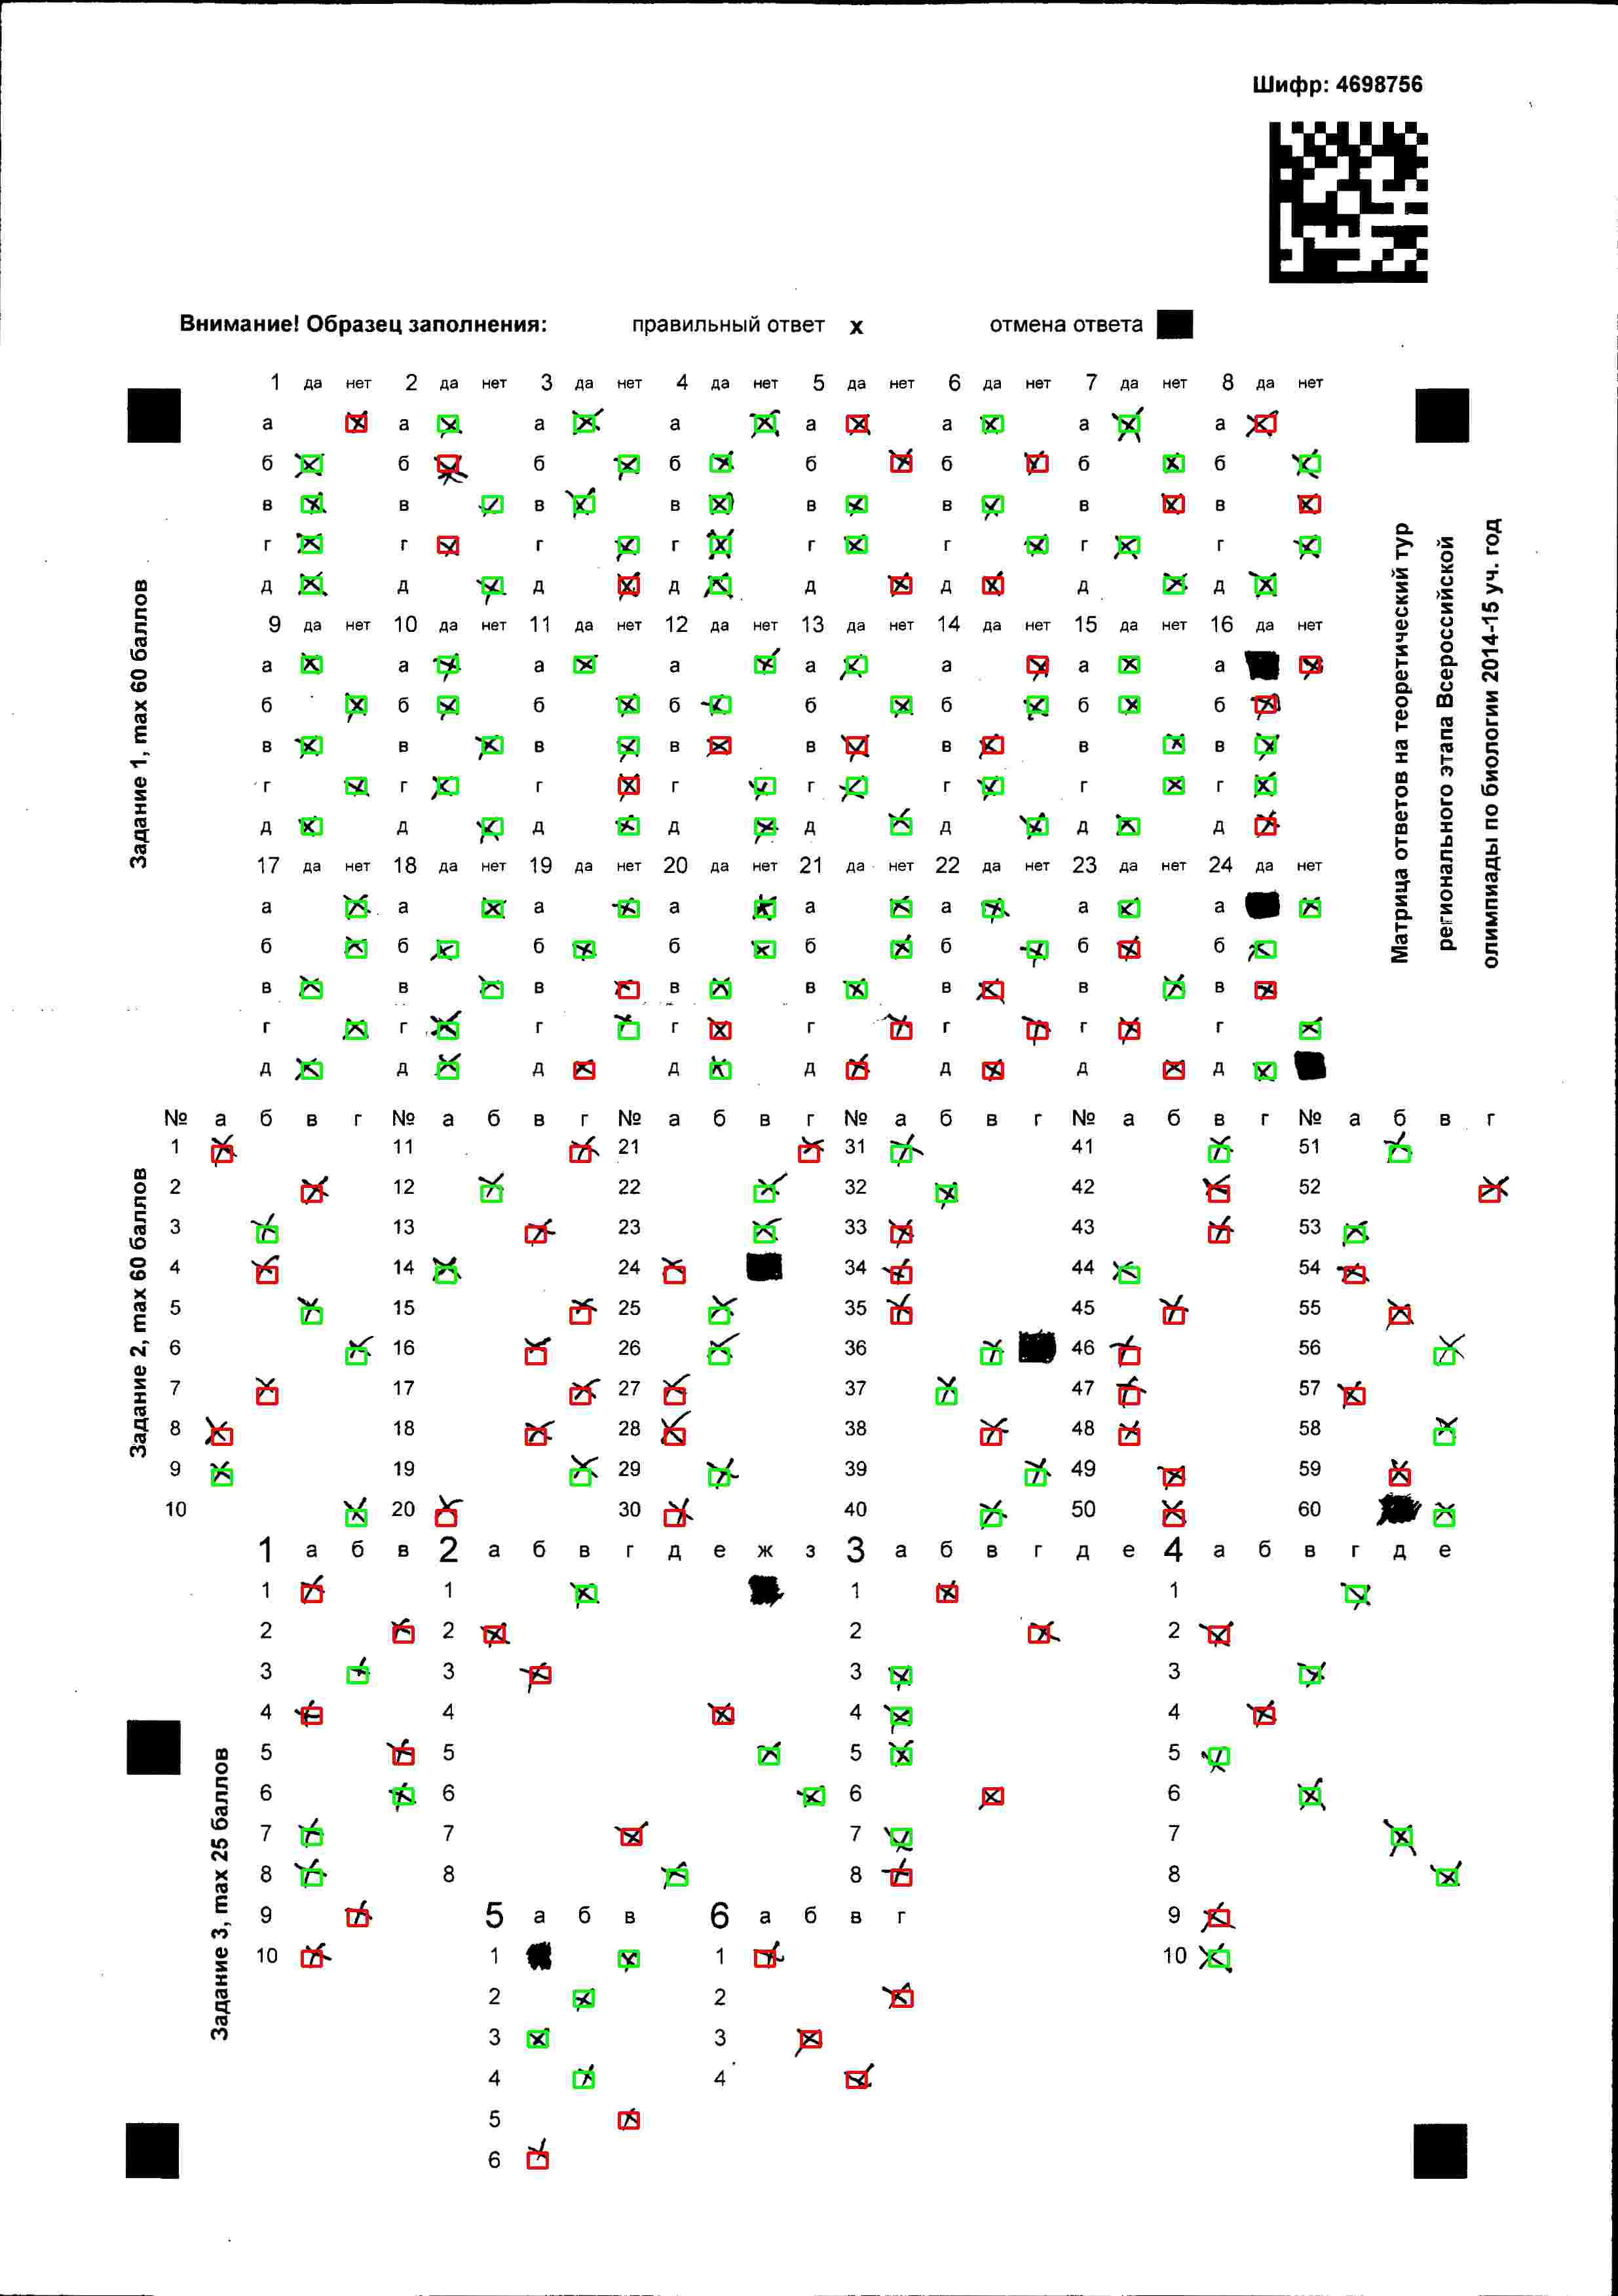 Шифр: 4698756
Внимание! Образец заполнения: правильный ответ x отмена ответа
1 да нет 2 да нет 3 да нет 4 да нет 5 да нет 6 да нет 7 да нет 8 да нет
а а а а а а а а
б б б б б б б б
в в в в в в в в
г г г г г г г г
д д д д д д д д
9 да нет 10 да нет 11 да нет 12 да нет 13 да нет 14 да нет 15 да нет 16 да нет
а а а а а а а а
б б б б б б б б
в в в в в в в в
г г г г г г г г
д д д д д д д д
17 да нет 18 да нет 19 да нет 20 да нет 21 да нет 22 да нет 23 да нет 24 да нет
а а а а а а а а
б б б б б б б б
в в в в в в в в
г г г г г г г г
д д д д д д д д
Задание 1, max 60 баллов
Матрица ответов на теоретический тур
регионального этапа Всероссийской
олимпиады по биологии 2014-15 уч. год
№ а б в г № а б в г № а б в г № а б в г № а б в г № а б в г
1 11 21 31 41 51
2 12 22 32 42 52
3 13 23 33 43 53
4 14 24 34 44 54
5 15 25 35 45 55
6 16 26 36 46 56
7 17 27 37 47 57
8 18 28 38 48 58
9 19 29 39 49 59
10 20 30 40 50 60
Задание 2, max 60 баллов
1 а б в 2 а б в г д е ж з 3 а б в г д е 4 а б в г д е
1 1 1 1
2 2 2 2
3 3 3 3
4 4 4 4
5 5 5 5
6 6 6 6
7 7 7 7
8 8 8 8
9 5 а б в 6 а б в г 9
10 1 1 10
2 2
3 3
4 4
5
6
Задание 3, max 25 баллов